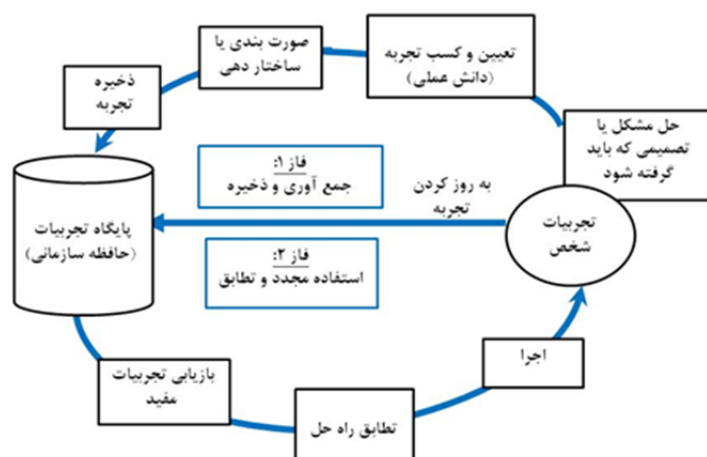 صورت بندی یا
ساختار دهی
تعیین و کسب تجربه
(دانش عملی)
ذخیره
تجربه
حل مشکل یا
تصمیمی که باید
گرفته شود
فاز ۱:
جمع آوری و ذخیره
به روز کردن
تجربه
تجربیات
شخص
پایگاه تجربیات
(حافظه سازمانی)
فاز ۲:
استفاده مجدد و تطابق
اجرا
بازیابی تجربیات
مفید
تطابق راه حل